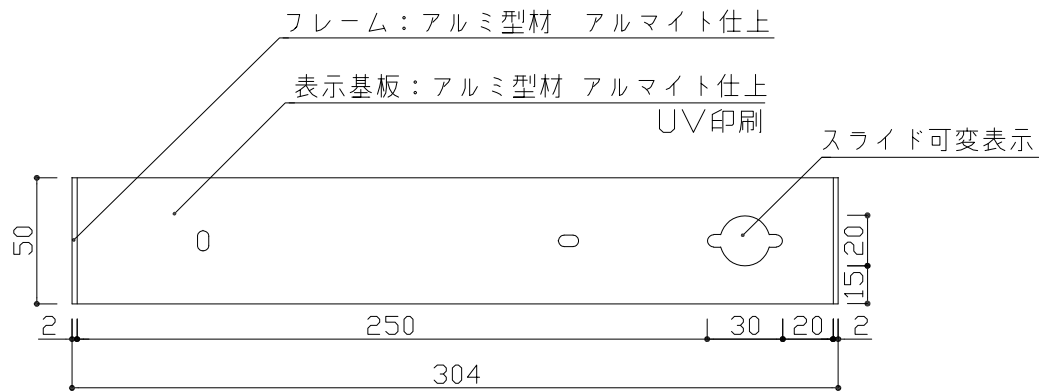 フレーム：アルミ型材　アルマイト仕上
表示基板：アルミ型材 アルマイト仕上
UV印刷
スライド可変表示
50
20
15
2 250 30 20 2
304